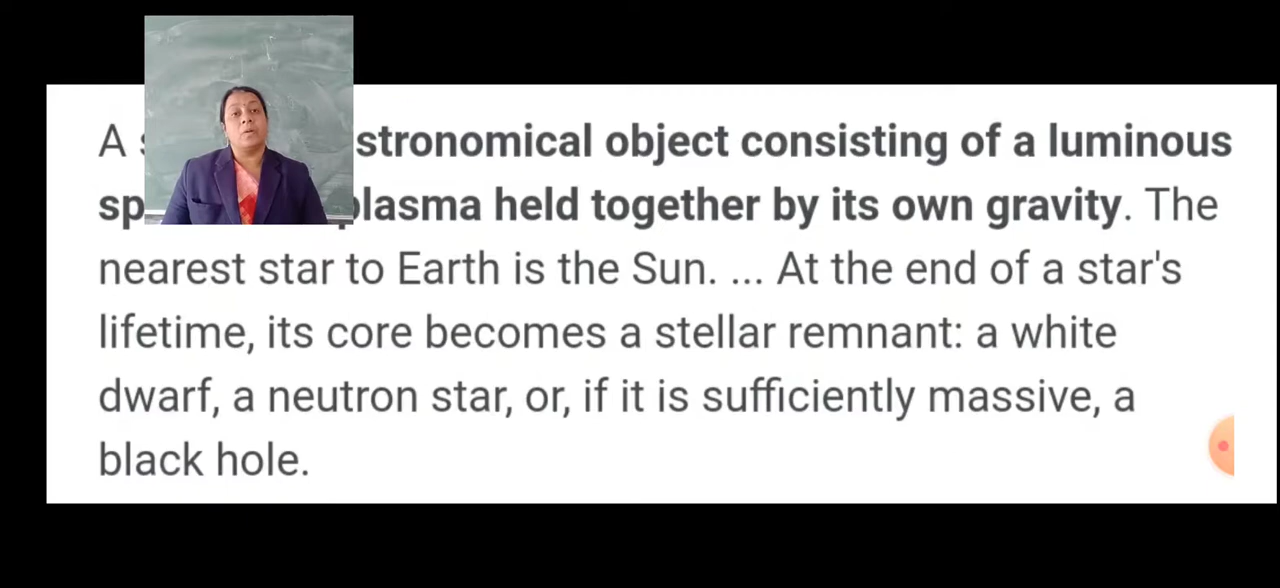 A stronomical object consisting of a luminous
sp plasma held together by its own gravity. The
nearest star to Earth is the Sun. ... At the end of a star's
lifetime, its core becomes a stellar remnant: a white
dwarf, a neutron star, or, if it is sufficiently massive, a
black hole.